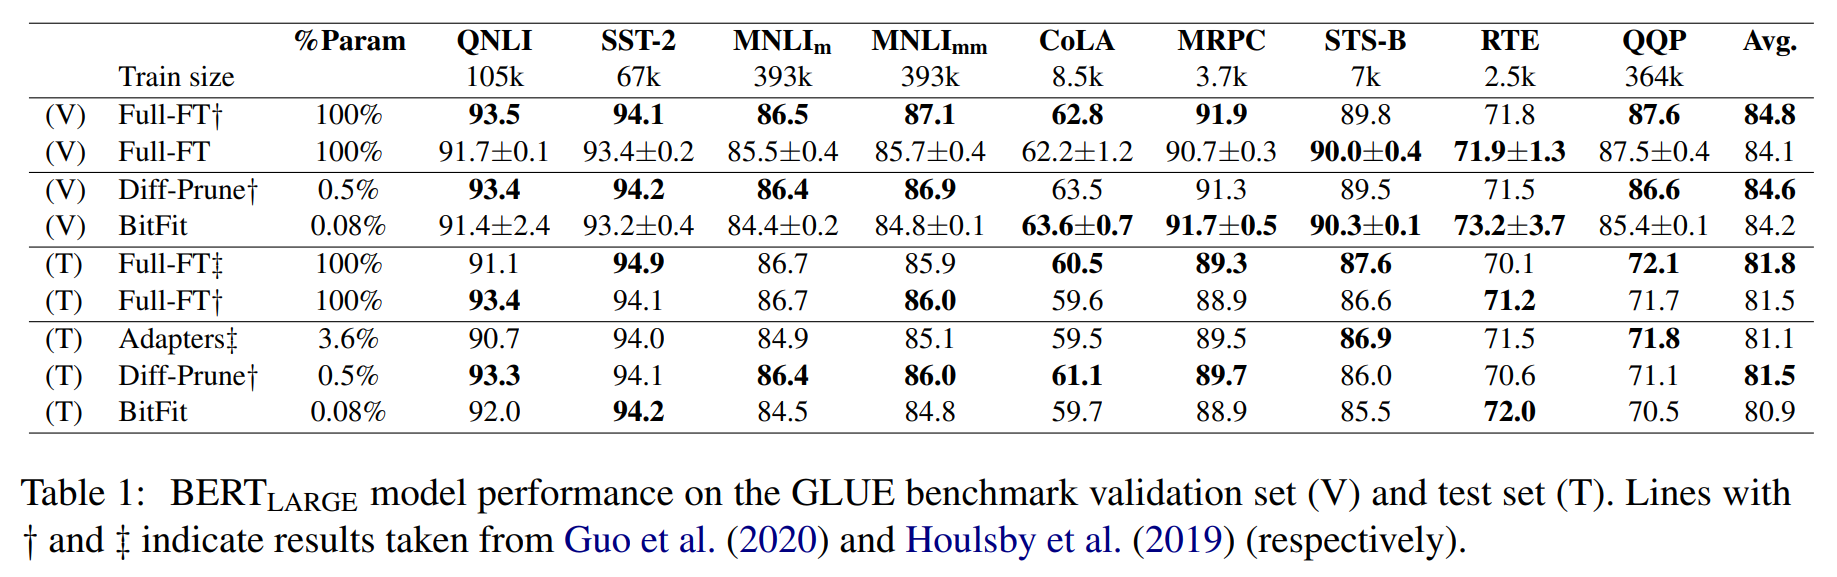 %Param QNLI SST-2 MNLIm MNLImm CoLA MRPC STS-B RTE QQP Avg.
Train size 105k 67k 393k 393k 8.5k 3.7k 7k 2.5k 364k
(V) Full-FT† 100% 93.5 94.1 86.5 87.1 62.8 91.9 89.8 71.8 87.6 84.8
(V) Full-FT 100% 91.7±0.1 93.4±0.2 85.5±0.4 85.7±0.4 62.2±1.2 90.7±0.3 90.0±0.4 71.9±1.3 87.5±0.4 84.1
(V) Diff-Prune† 0.5% 93.4 94.2 86.4 86.9 63.5 91.3 89.5 71.5 86.6 84.6
(V) BitFit 0.08% 91.4±2.4 93.2±0.4 84.4±0.2 84.8±0.1 63.6±0.7 91.7±0.5 90.3±0.1 73.2±3.7 85.4±0.1 84.2
(T) Full-FT‡ 100% 91.1 94.9 86.7 85.9 60.5 89.3 87.6 70.1 72.1 81.8
(T) Full-FT† 100% 93.4 94.1 86.7 86.0 59.6 88.9 86.6 71.2 71.7 81.5
(T) Adapters‡ 3.6% 90.7 94.0 84.9 85.1 59.5 89.5 86.9 71.5 71.8 81.1
(T) Diff-Prune† 0.5% 93.3 94.1 86.4 86.0 61.1 89.7 86.0 70.6 71.1 81.5
(T) BitFit 0.08% 92.0 94.2 84.5 84.8 59.7 88.9 85.5 72.0 70.5 80.9
Table 1: BERTLARGE model performance on the GLUE benchmark validation set (V) and test set (T). Lines with
† and ‡ indicate results taken from Guo et al. (2020) and Houlsby et al. (2019) (respectively).